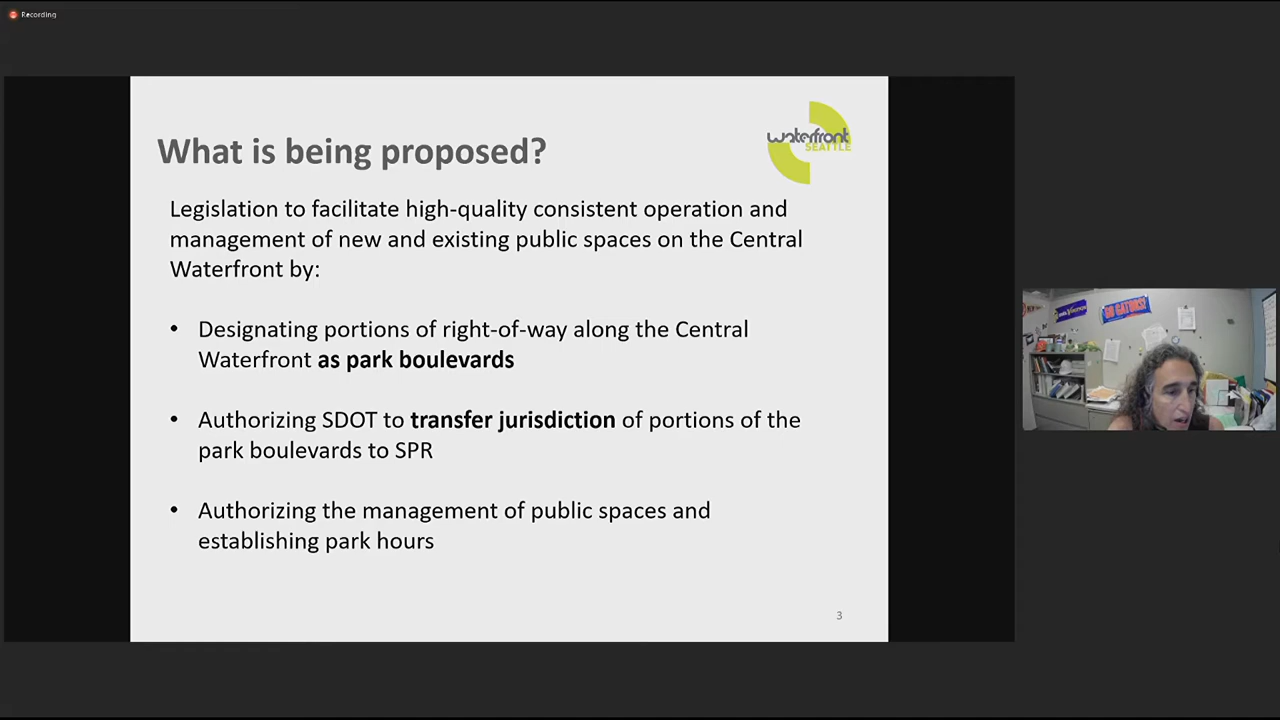 Recording
What is being proposed?
waterfront
SEATTLE
Legislation to facilitate high-quality consistent operation and
management of new and existing public spaces on the Central
Waterfront by:
• Designating portions of right-of-way along the Central
Waterfront as park boulevards
• Authorizing SDOT to transfer jurisdiction of portions of the
park boulevards to SPR
• Authorizing the management of public spaces and
establishing park hours
3
GO GATORS!